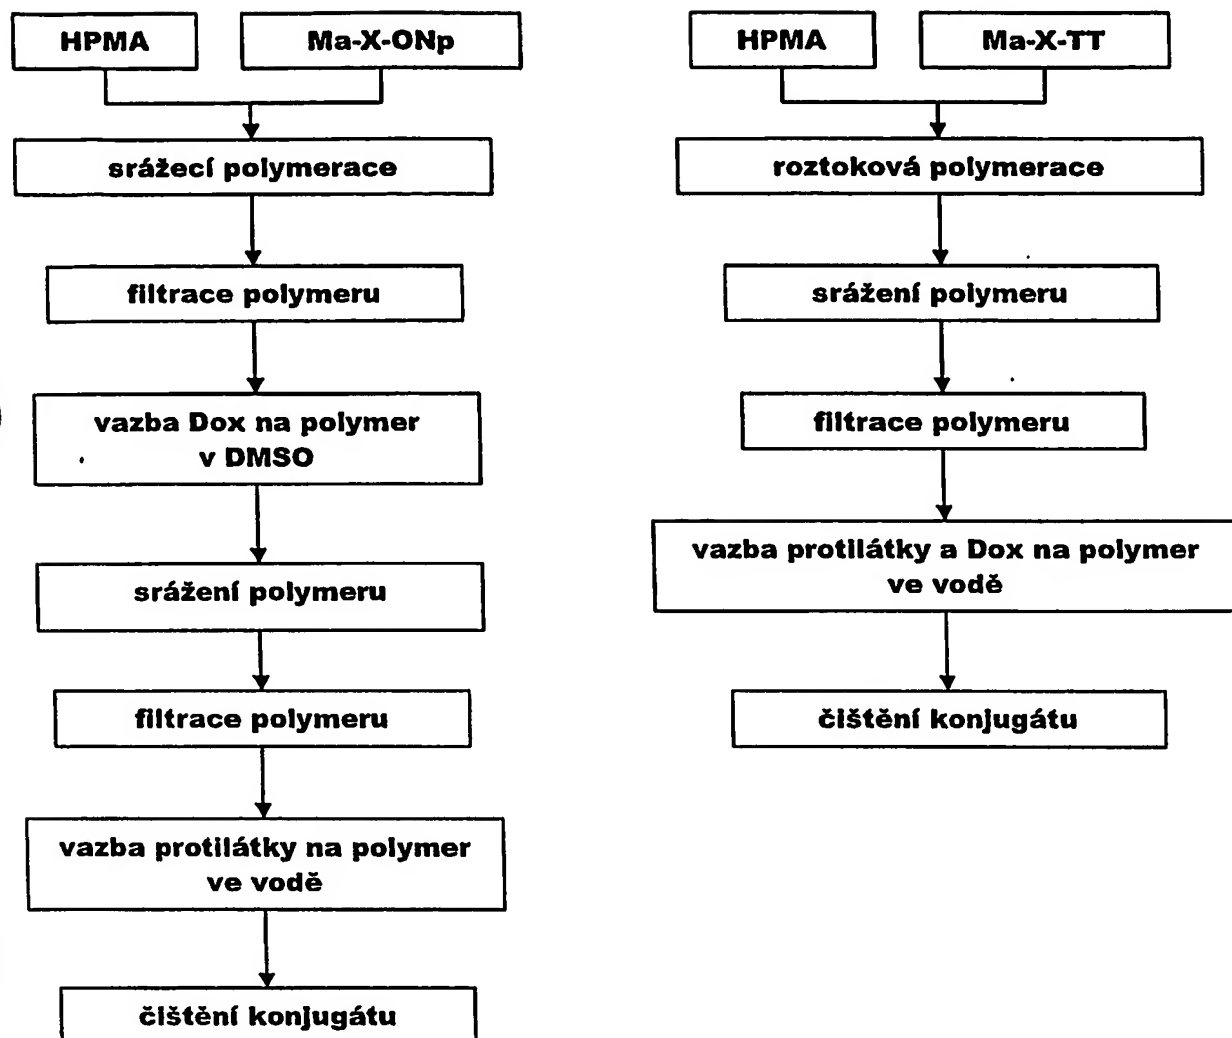 HPMA
Ma-X-ONp
srážecí polymerace
filtrace polymeru
vazba Dox na polymer
v DMSO
srážení polymeru
filtrace polymeru
vazba protilátky na polymer
ve vodě
čištění konjugátu
HPMA
Ma-X-TT
roztoková polymerace
srážení polymeru
filtrace polymeru
vazba protilátky a Dox na polymer
ve vodě
čištění konjugátu